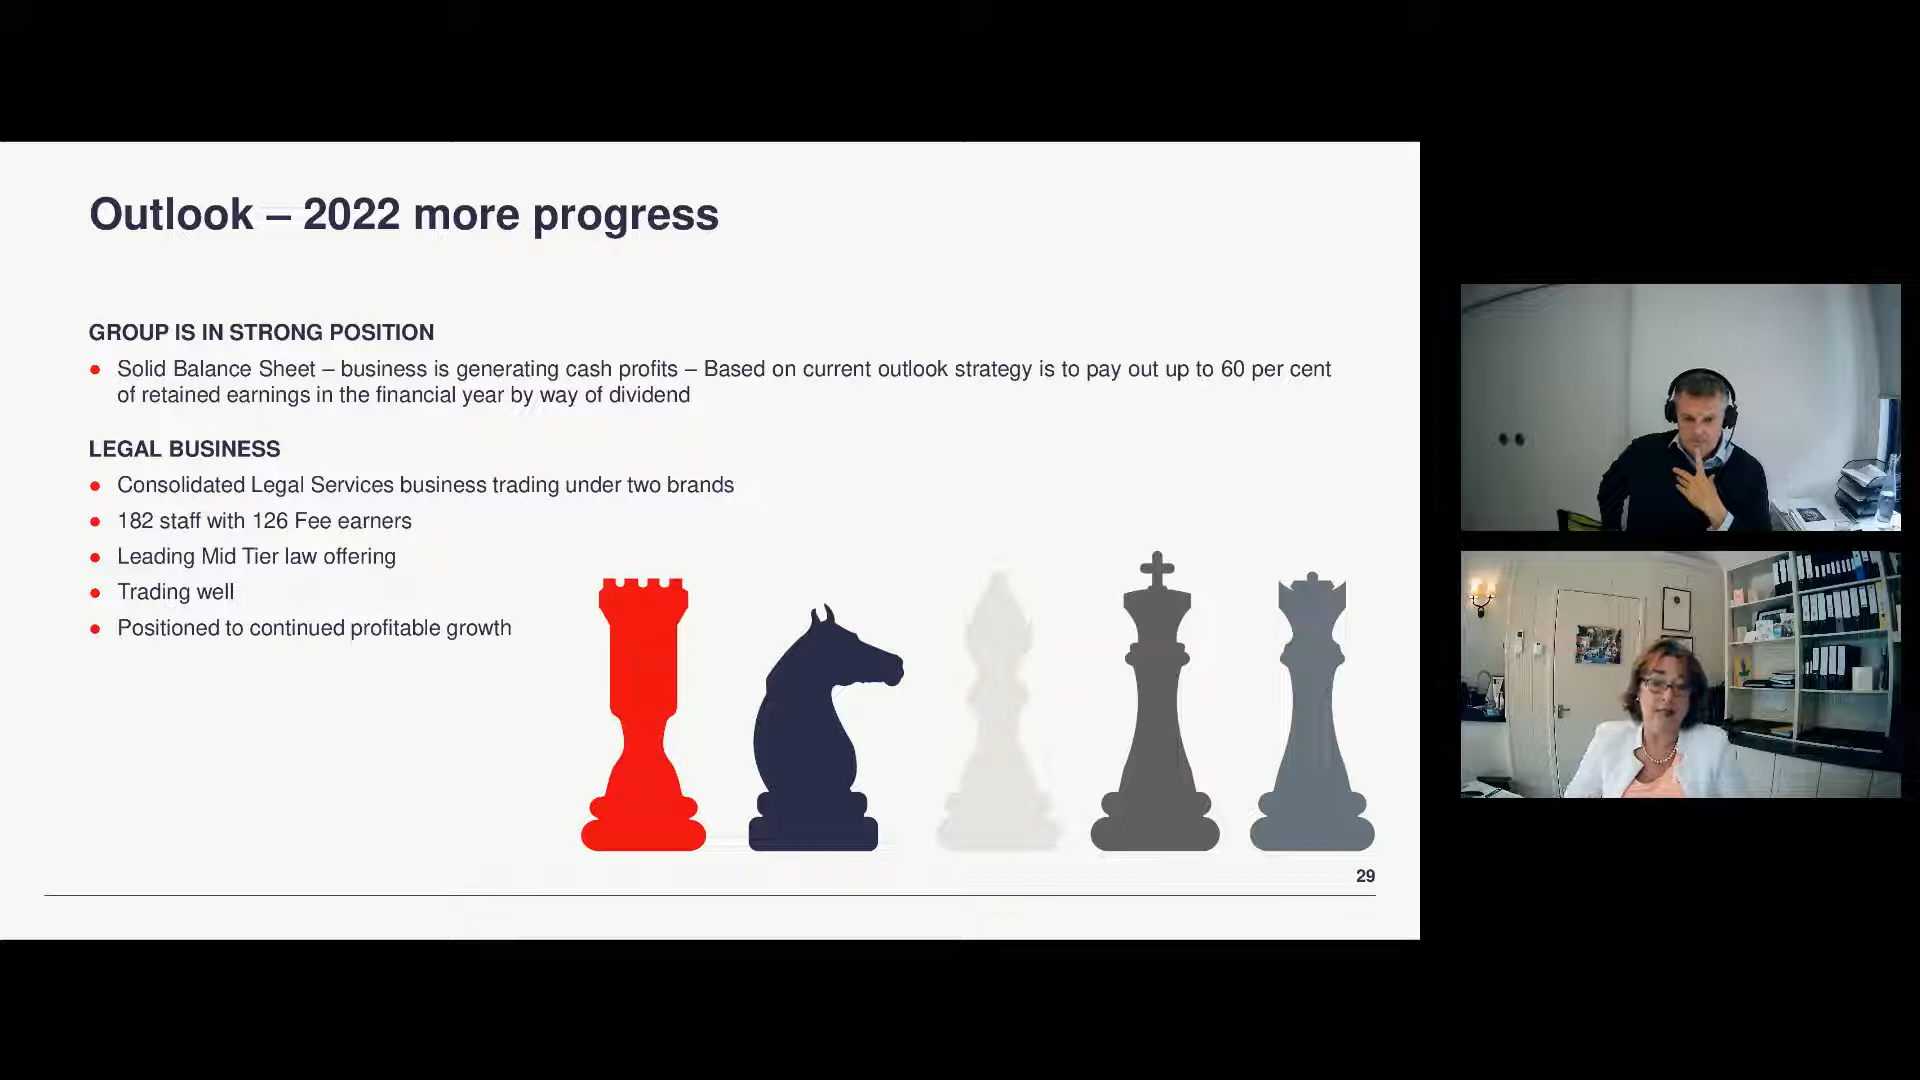 Outlook – 2022 more progress
GROUP IS IN STRONG POSITION
● Solid Balance Sheet – business is generating cash profits – Based on current outlook strategy is to pay out up to 60 per cent
of retained earnings in the financial year by way of dividend
LEGAL BUSINESS
● Consolidated Legal Services business trading under two brands
● 182 staff with 126 Fee earners
● Leading Mid Tier law offering
● Trading well
● Positioned to continued profitable growth
29